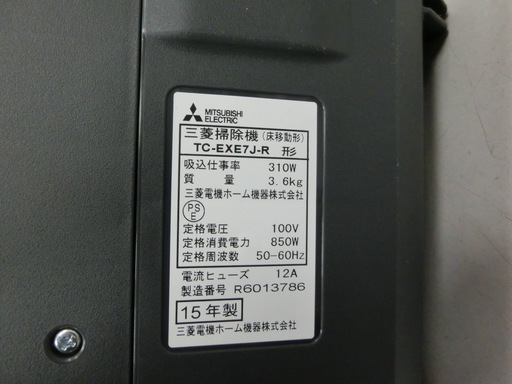 MITSUBISHI
ELECTRIC
三菱掃除機(床移動形)
TC-EXE7J-R 形
吸込仕事率 310W
質量 3.6kg
三菱電機ホーム機器株式会社
PS
E
定格電圧 100V
定格消費電力 850W
定格周波数 50-60Hz
電流ヒューズ 12A
製造番号 R6013786
15年製
三菱電機ホーム機器株式会社